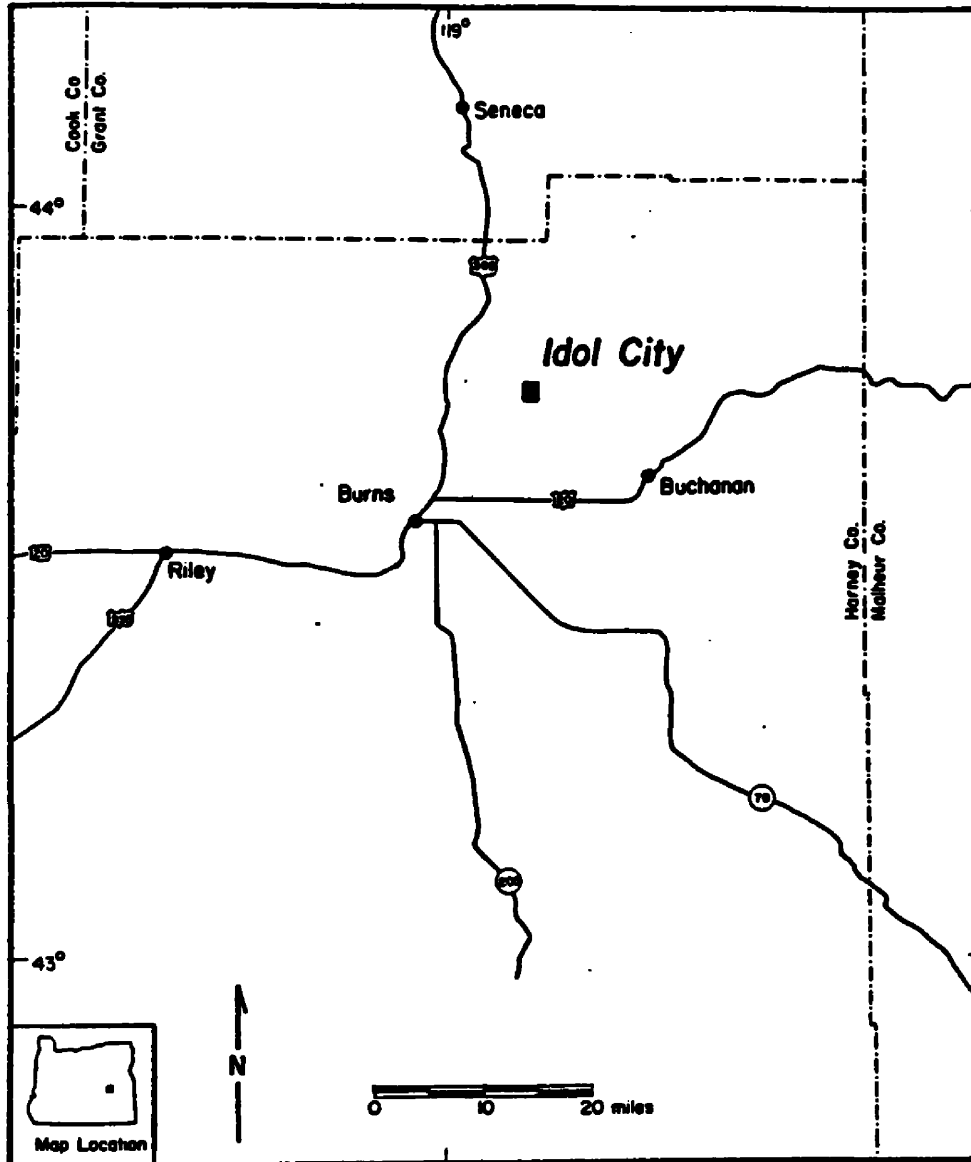 119°
Cook Co
Grant Co.
Seneca
44°
Idol City
Burns
Buchanan
20
Riley
Harney Co.
Malheur Co.
78
43°
N
0 10 20 miles
Map Location